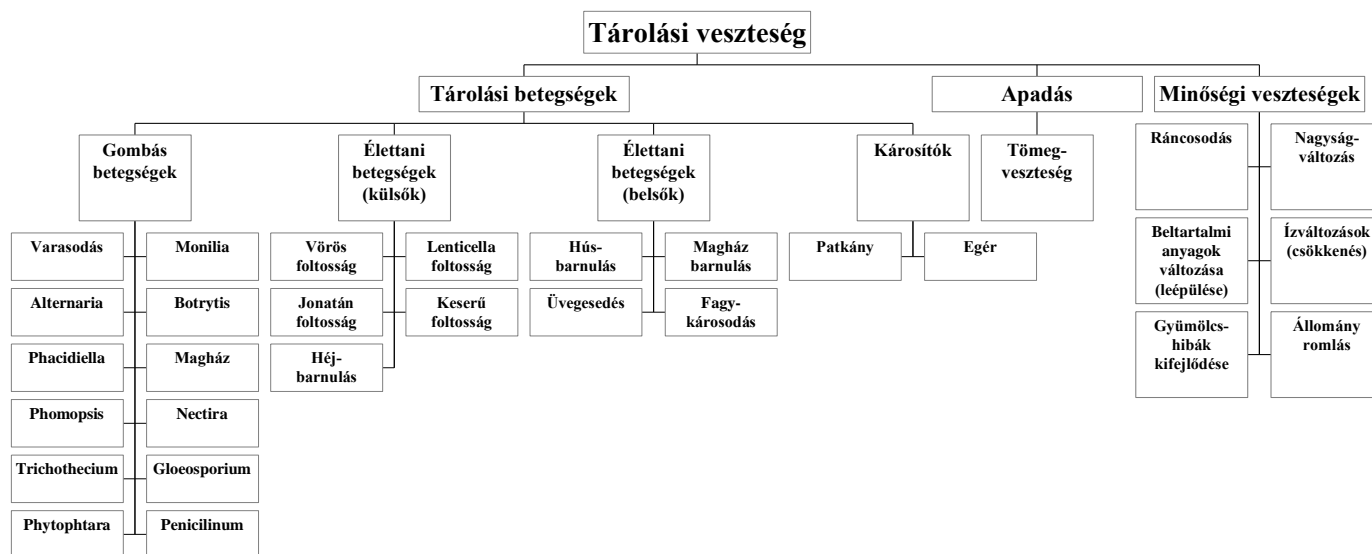 Tárolási veszteség
Tárolási betegségek
Apadás
Minőségi veszteségek
Gombás
betegségek
Élettani
betegségek
(külsők)
Élettani
betegségek
(belsők)
Károsítók
Tömeg-
veszteség
Ráncosodás
Nagyság-
változás
Varasodás
Monilia
Vörös
foltosság
Lenticella
foltosság
Hús-
barnulás
Magház
barnulás
Patkány
Egér
Beltartalmi
anyagok
változása
(leépülése)
Ízváltozások
(csökkenés)
Alternaria
Botrytis
Jonatán
foltosság
Keserű
foltosság
Üvegesedés
Fagy-
károsodás
Phacidiella
Magház
Héj-
barnulás
Gyümölcs-
hibák
kifejlődése
Állomány
romlás
Phomopsis
Nectira
Trichothecium
Gloeosporium
Phytophtara
Penicilinum